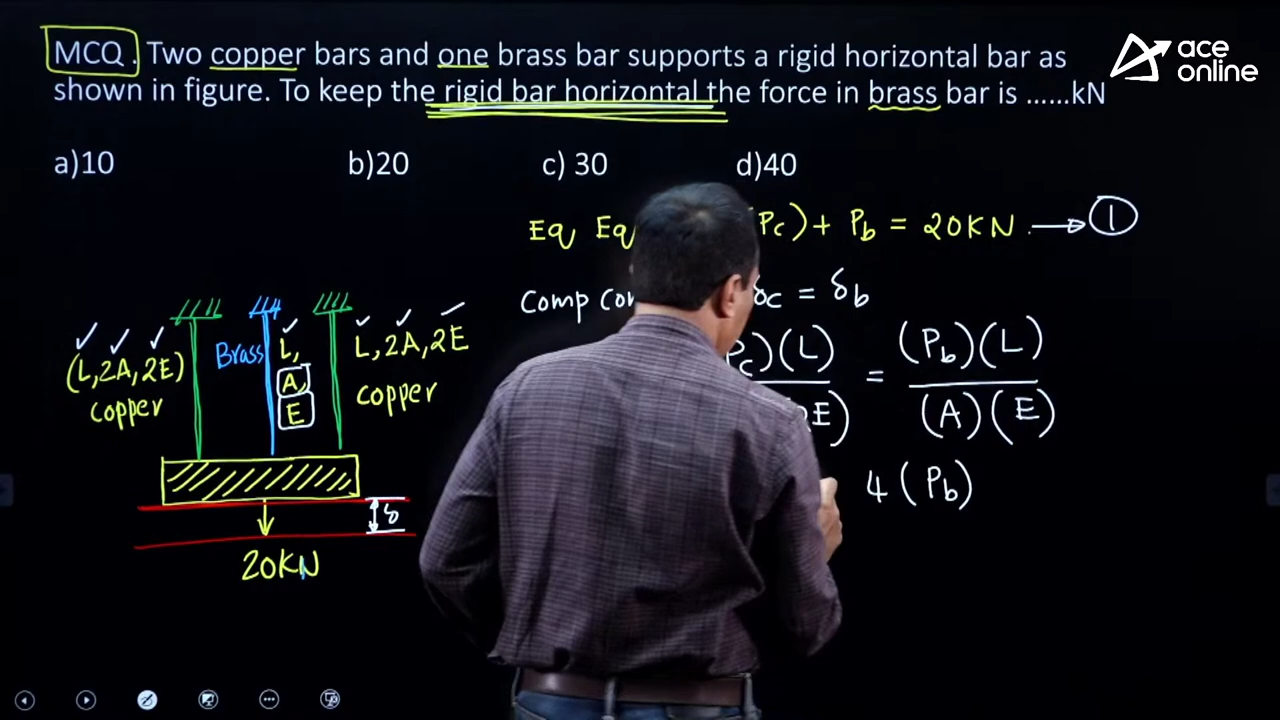 MCQ. Two copper bars and one brass bar supports a rigid horizontal bar as
shown in figure. To keep the rigid bar horizontal the force in brass bar is ......kN
ace
online
a)10 b)20 c) 30 d)40
Eq Eq Pc) + Pb = 20KN → 1
Comp Con δc = δb
Pc)(L) = (Pb)(L)
E) (A)(E)
4(Pb)
(L,2A,2E)
copper
Brass
L,
A,
E
L,2A,2E
copper
δ
20KN